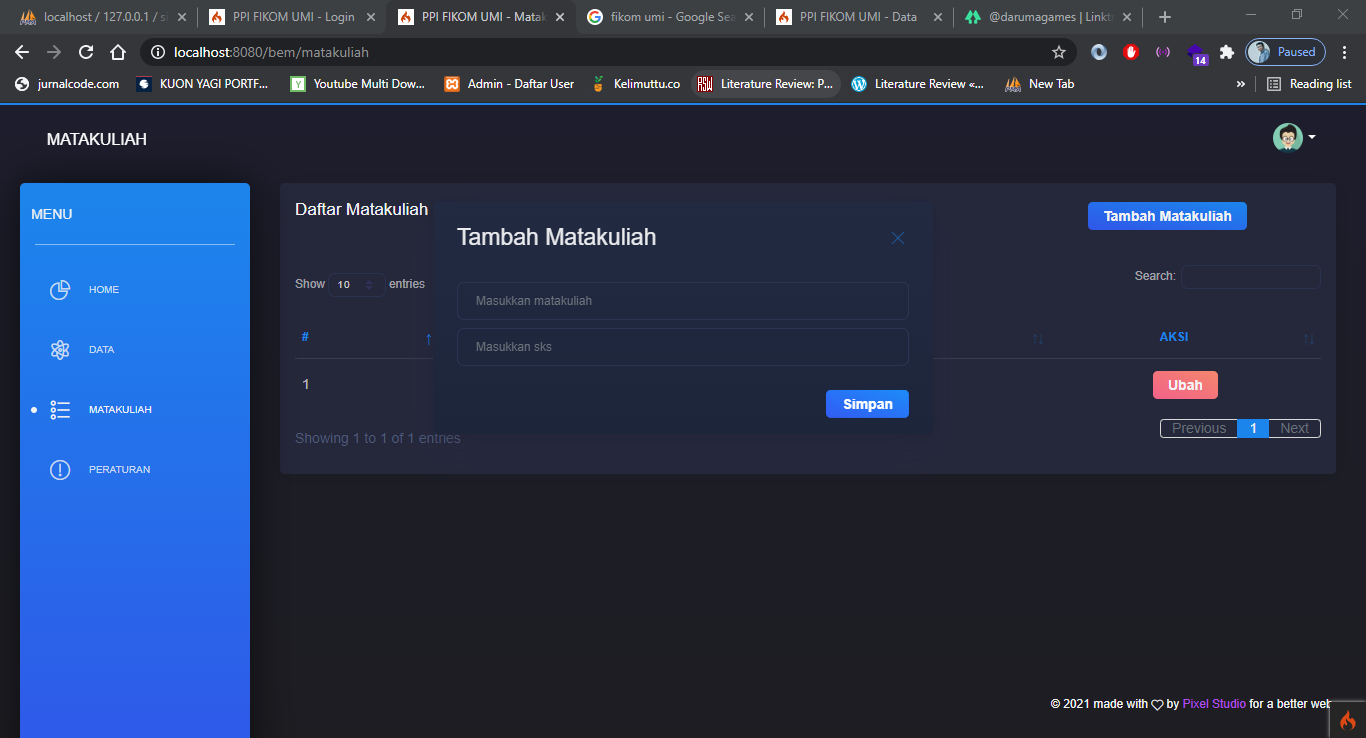 localhost / 127.0.0.1 / si
PPI FIKOM UMI - Login
PPI FIKOM UMI - Matak
fikom umi - Google Sea
PPI FIKOM UMI - Data
@darumagames | Linktr
localhost:8080/bem/matakuliah
14
Paused
jurnalcode.com
KUON YAGI PORTF...
Youtube Multi Dow...
Admin - Daftar User
Kelimuttu.co
Literature Review: P...
Literature Review «...
New Tab
»
Reading list
MATAKULIAH
MENU
HOME
DATA
MATAKULIAH
PERATURAN
Daftar Matakuliah
Tambah Matakuliah
Show 10 entries
Search:
# AKSI
1 Ubah
Showing 1 to 1 of 1 entries
Previous 1 Next
Tambah Matakuliah
Masukkan matakuliah
Masukkan sks
Simpan
© 2021 made with by Pixel Studio for a better web